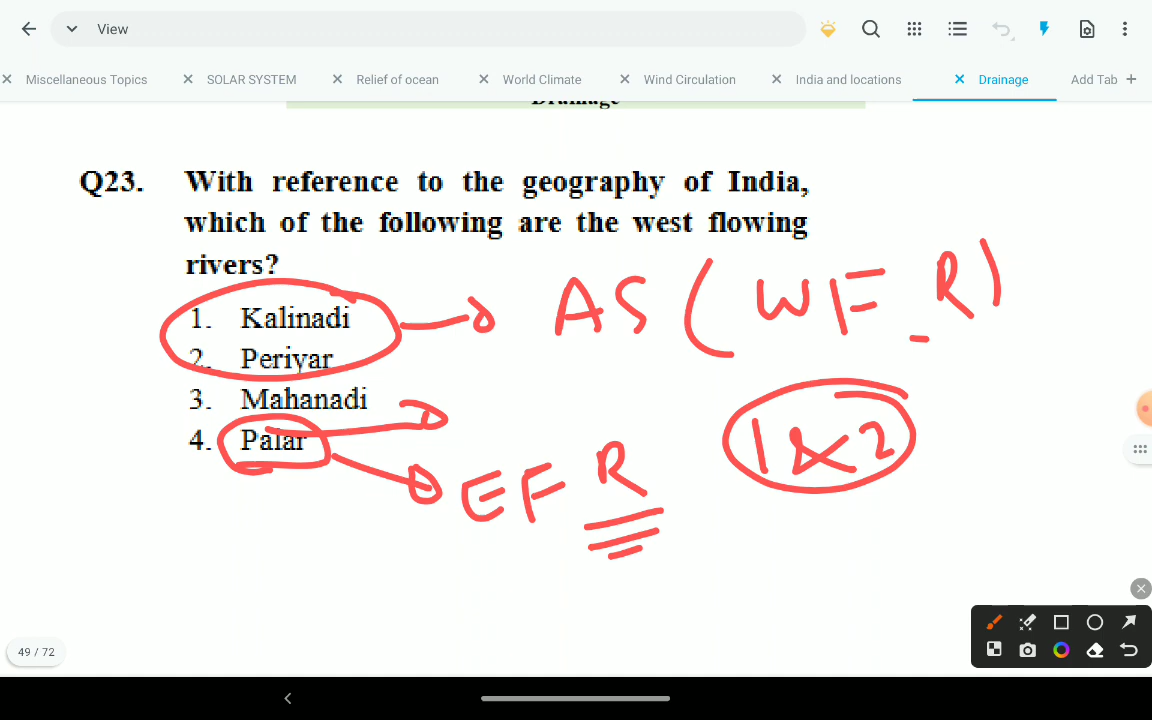 View
Miscellaneous Topics
SOLAR SYSTEM
Relief of ocean
World Climate
Wind Circulation
India and locations
Drainage
Add Tab +
Drainage
Q23. With reference to the geography of India,
which of the following are the west flowing
rivers?
1. Kalinadi
AS (WF R)
2. Periyar
3. Mahanadi
4. Palar
1 & 2
EFR
49 / 72